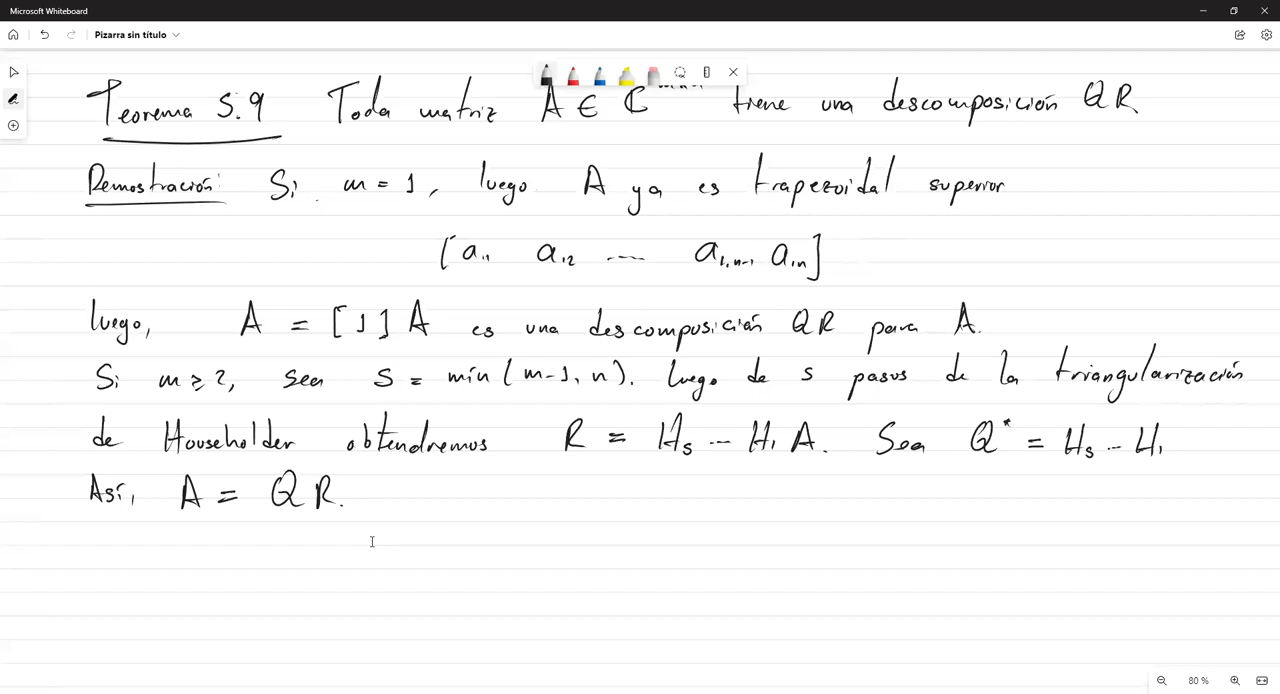 Microsoft Whiteboard
Pizarra sin título
Teorema 5.9 Toda matriz A ∈ ℂ tiene una descomposición QR
Demostración: Si m = 1, luego A ya es trapezoidal superior
[a₁₁ a₁₂ ---- a₁,ₙ₋₁ a₁ₙ]
luego, A = [1] A es una descomposición QR para A.
Si m ≥ 2, sea s = min(m-1, n). Luego de s pasos de la triangularización
de Householder obtendremos R = Hₛ -- H₁ A. Sea Q* = Hₛ -- H₁
Así, A = QR.
80 %